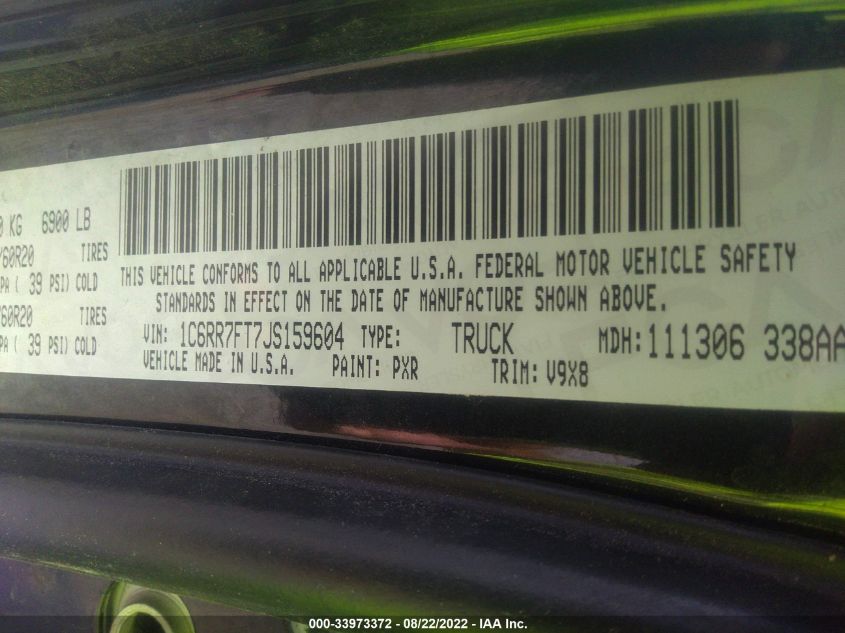 0 KG 6900 LB
/60R20 TIRES
PA ( 39 PSI) COLD
/60R20 TIRES
PA ( 39 PSI) COLD
THIS VEHICLE CONFORMS TO ALL APPLICABLE U.S.A. FEDERAL MOTOR VEHICLE SAFETY
STANDARDS IN EFFECT ON THE DATE OF MANUFACTURE SHOWN ABOVE.
VIN: 1C6RR7FT7JS159604 TYPE: TRUCK MDH: 111306 338AA
VEHICLE MADE IN U.S.A. PAINT: PXR TRIM: V9X8
000-33973372 - 08/22/2022 - IAA Inc.